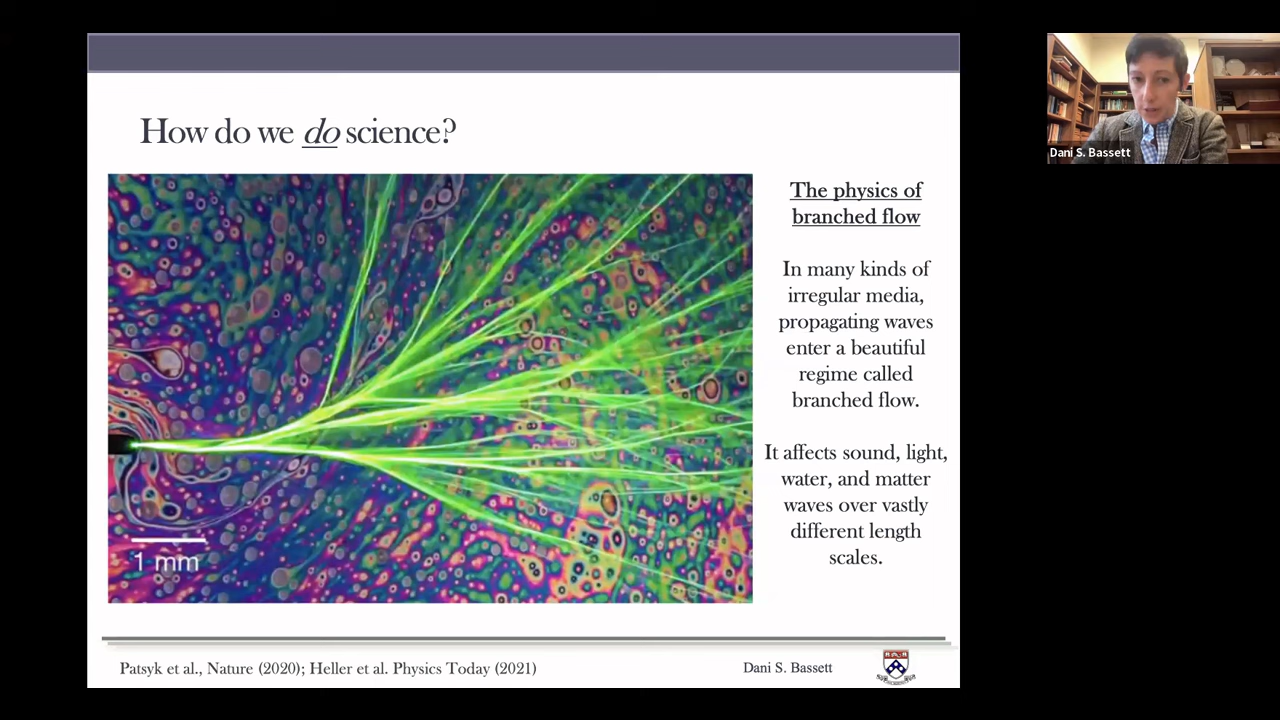 How do we do science?
The physics of
branched flow
In many kinds of
irregular media,
propagating waves
enter a beautiful
regime called
branched flow.
It affects sound, light,
water, and matter
waves over vastly
different length
scales.
1 mm
Patsyk et al., Nature (2020); Heller et al. Physics Today (2021)
Dani S. Bassett
Dani S. Bassett